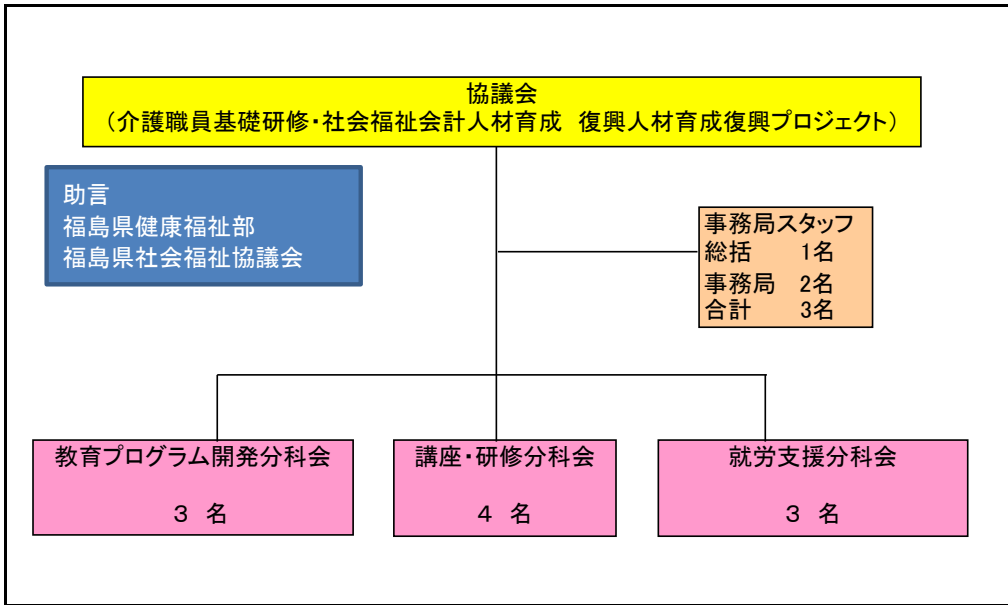 協議会
（介護職員基礎研修・社会福祉会計人材育成　復興人材育成復興プロジェクト）
助言
福島県健康福祉部
福島県社会福祉協議会
事務局スタッフ
総括　　1名
事務局　2名
合計　　3名
教育プログラム開発分科会
３　名
講座・研修分科会
４　名
就労支援分科会
３　名